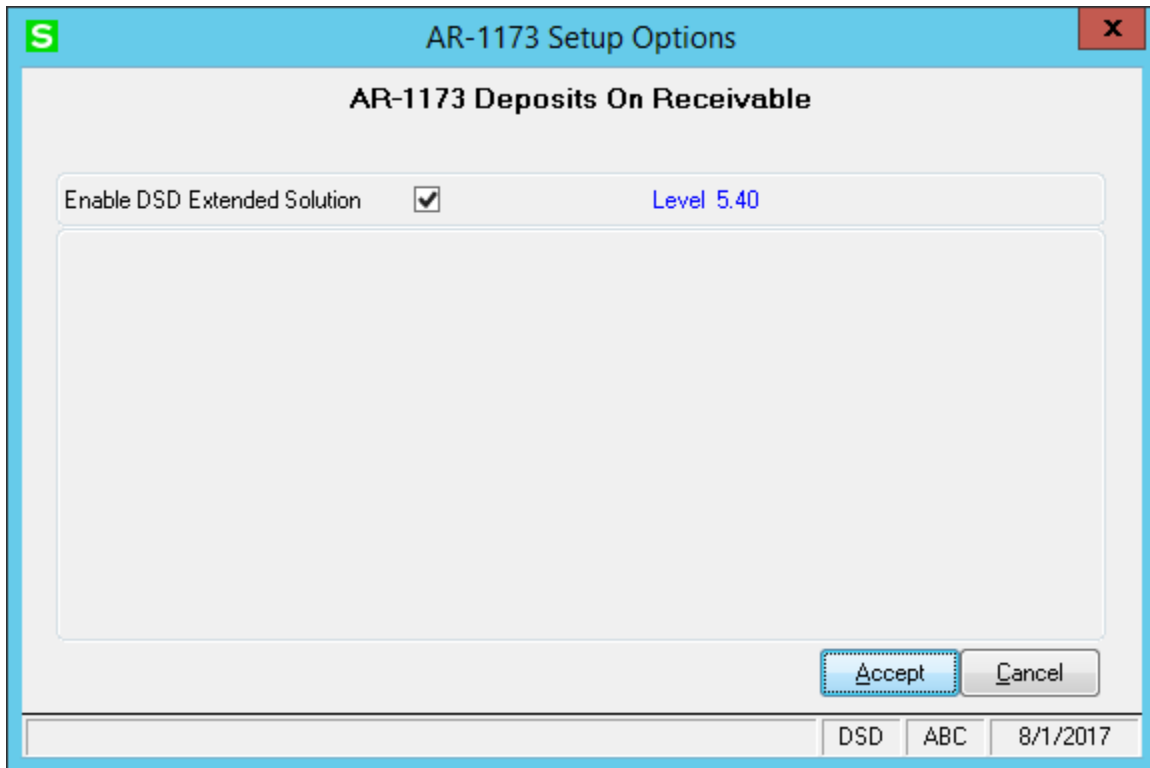 S AR-1173 Setup Options x
AR-1173 Deposits On Receivable
Enable DSD Extended Solution Level 5.40
Accept Cancel
DSD ABC 8/1/2017